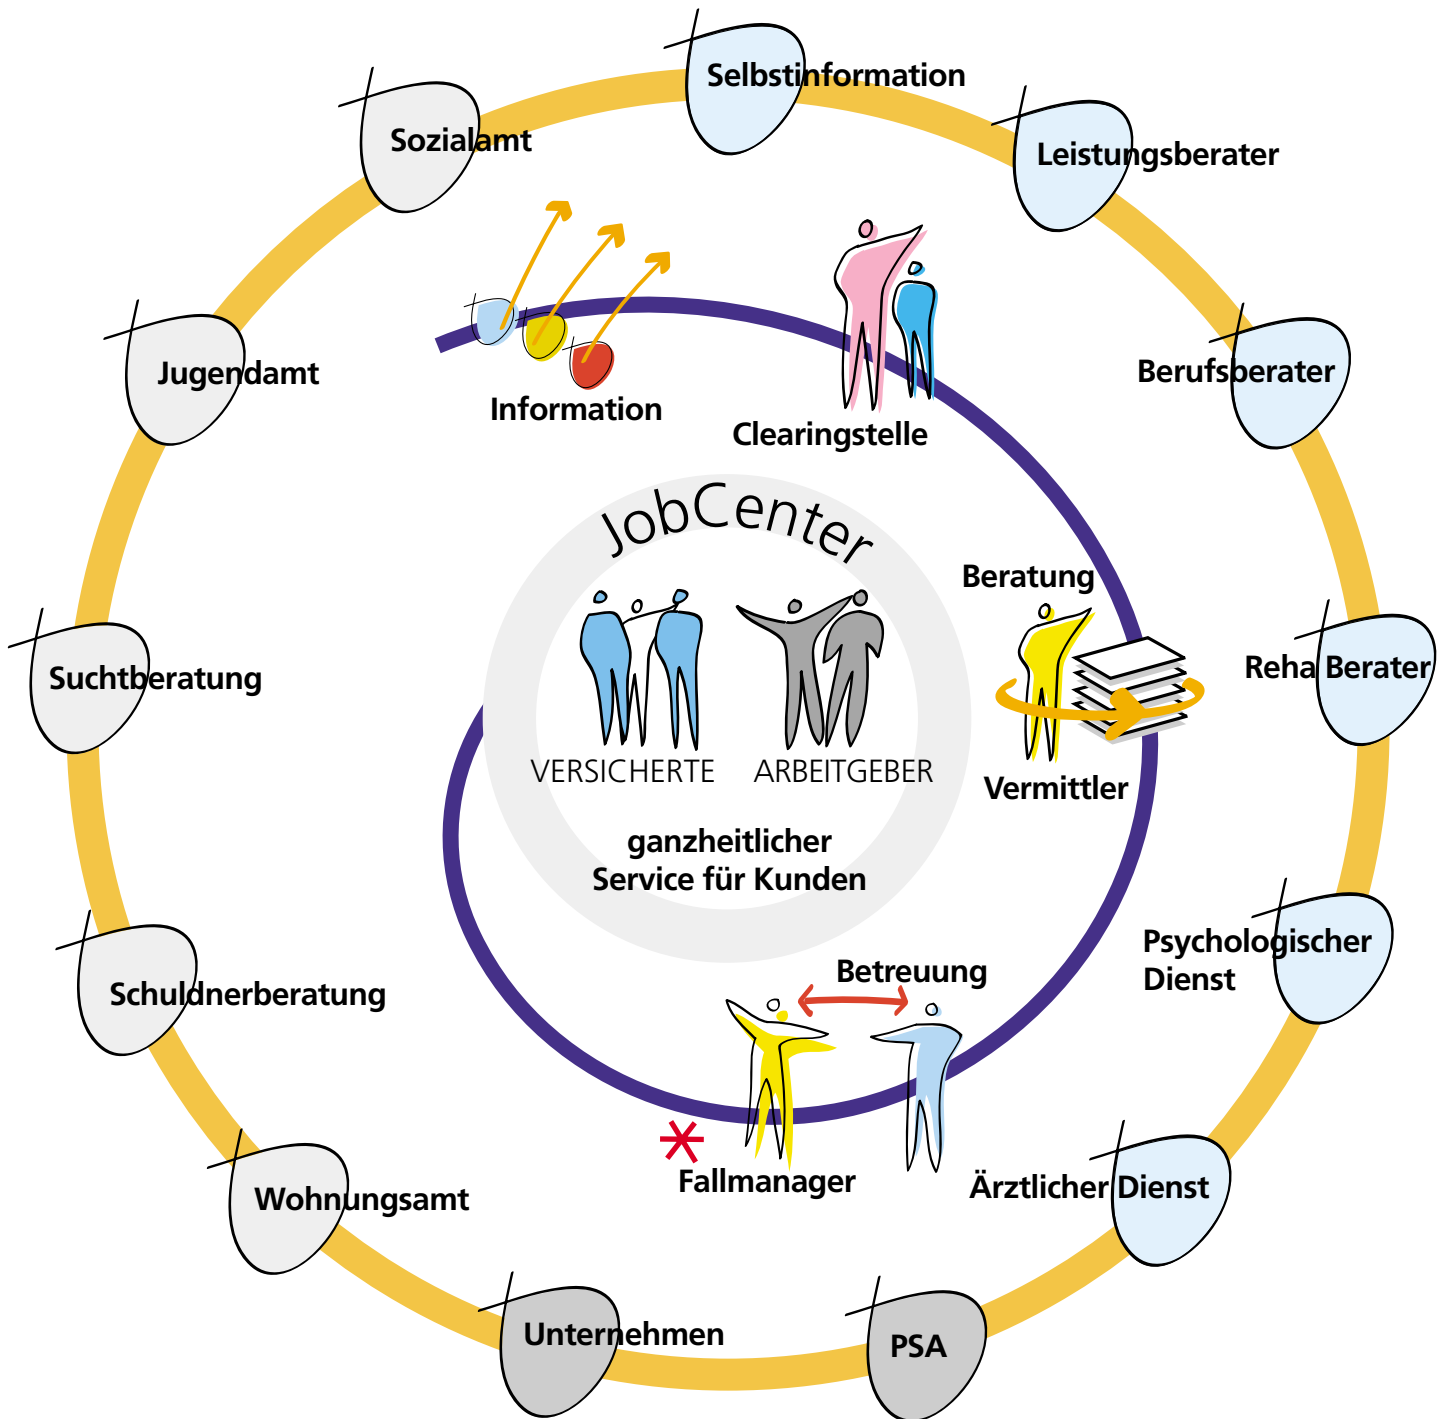 Selbstinformation
Sozialamt
Leistungsberater
Jugendamt
Berufsberater
Information
Clearingstelle
JobCenter
Beratung
Suchtberatung
Reha Berater
VERSICHERTE
ARBEITGEBER
Vermittler
ganzheitlicher
Service für Kunden
Psychologischer
Dienst
Betreuung
Schuldnerberatung
Fallmanager
Ärztlicher Dienst
Wohnungsamt
Unternehmen
PSA